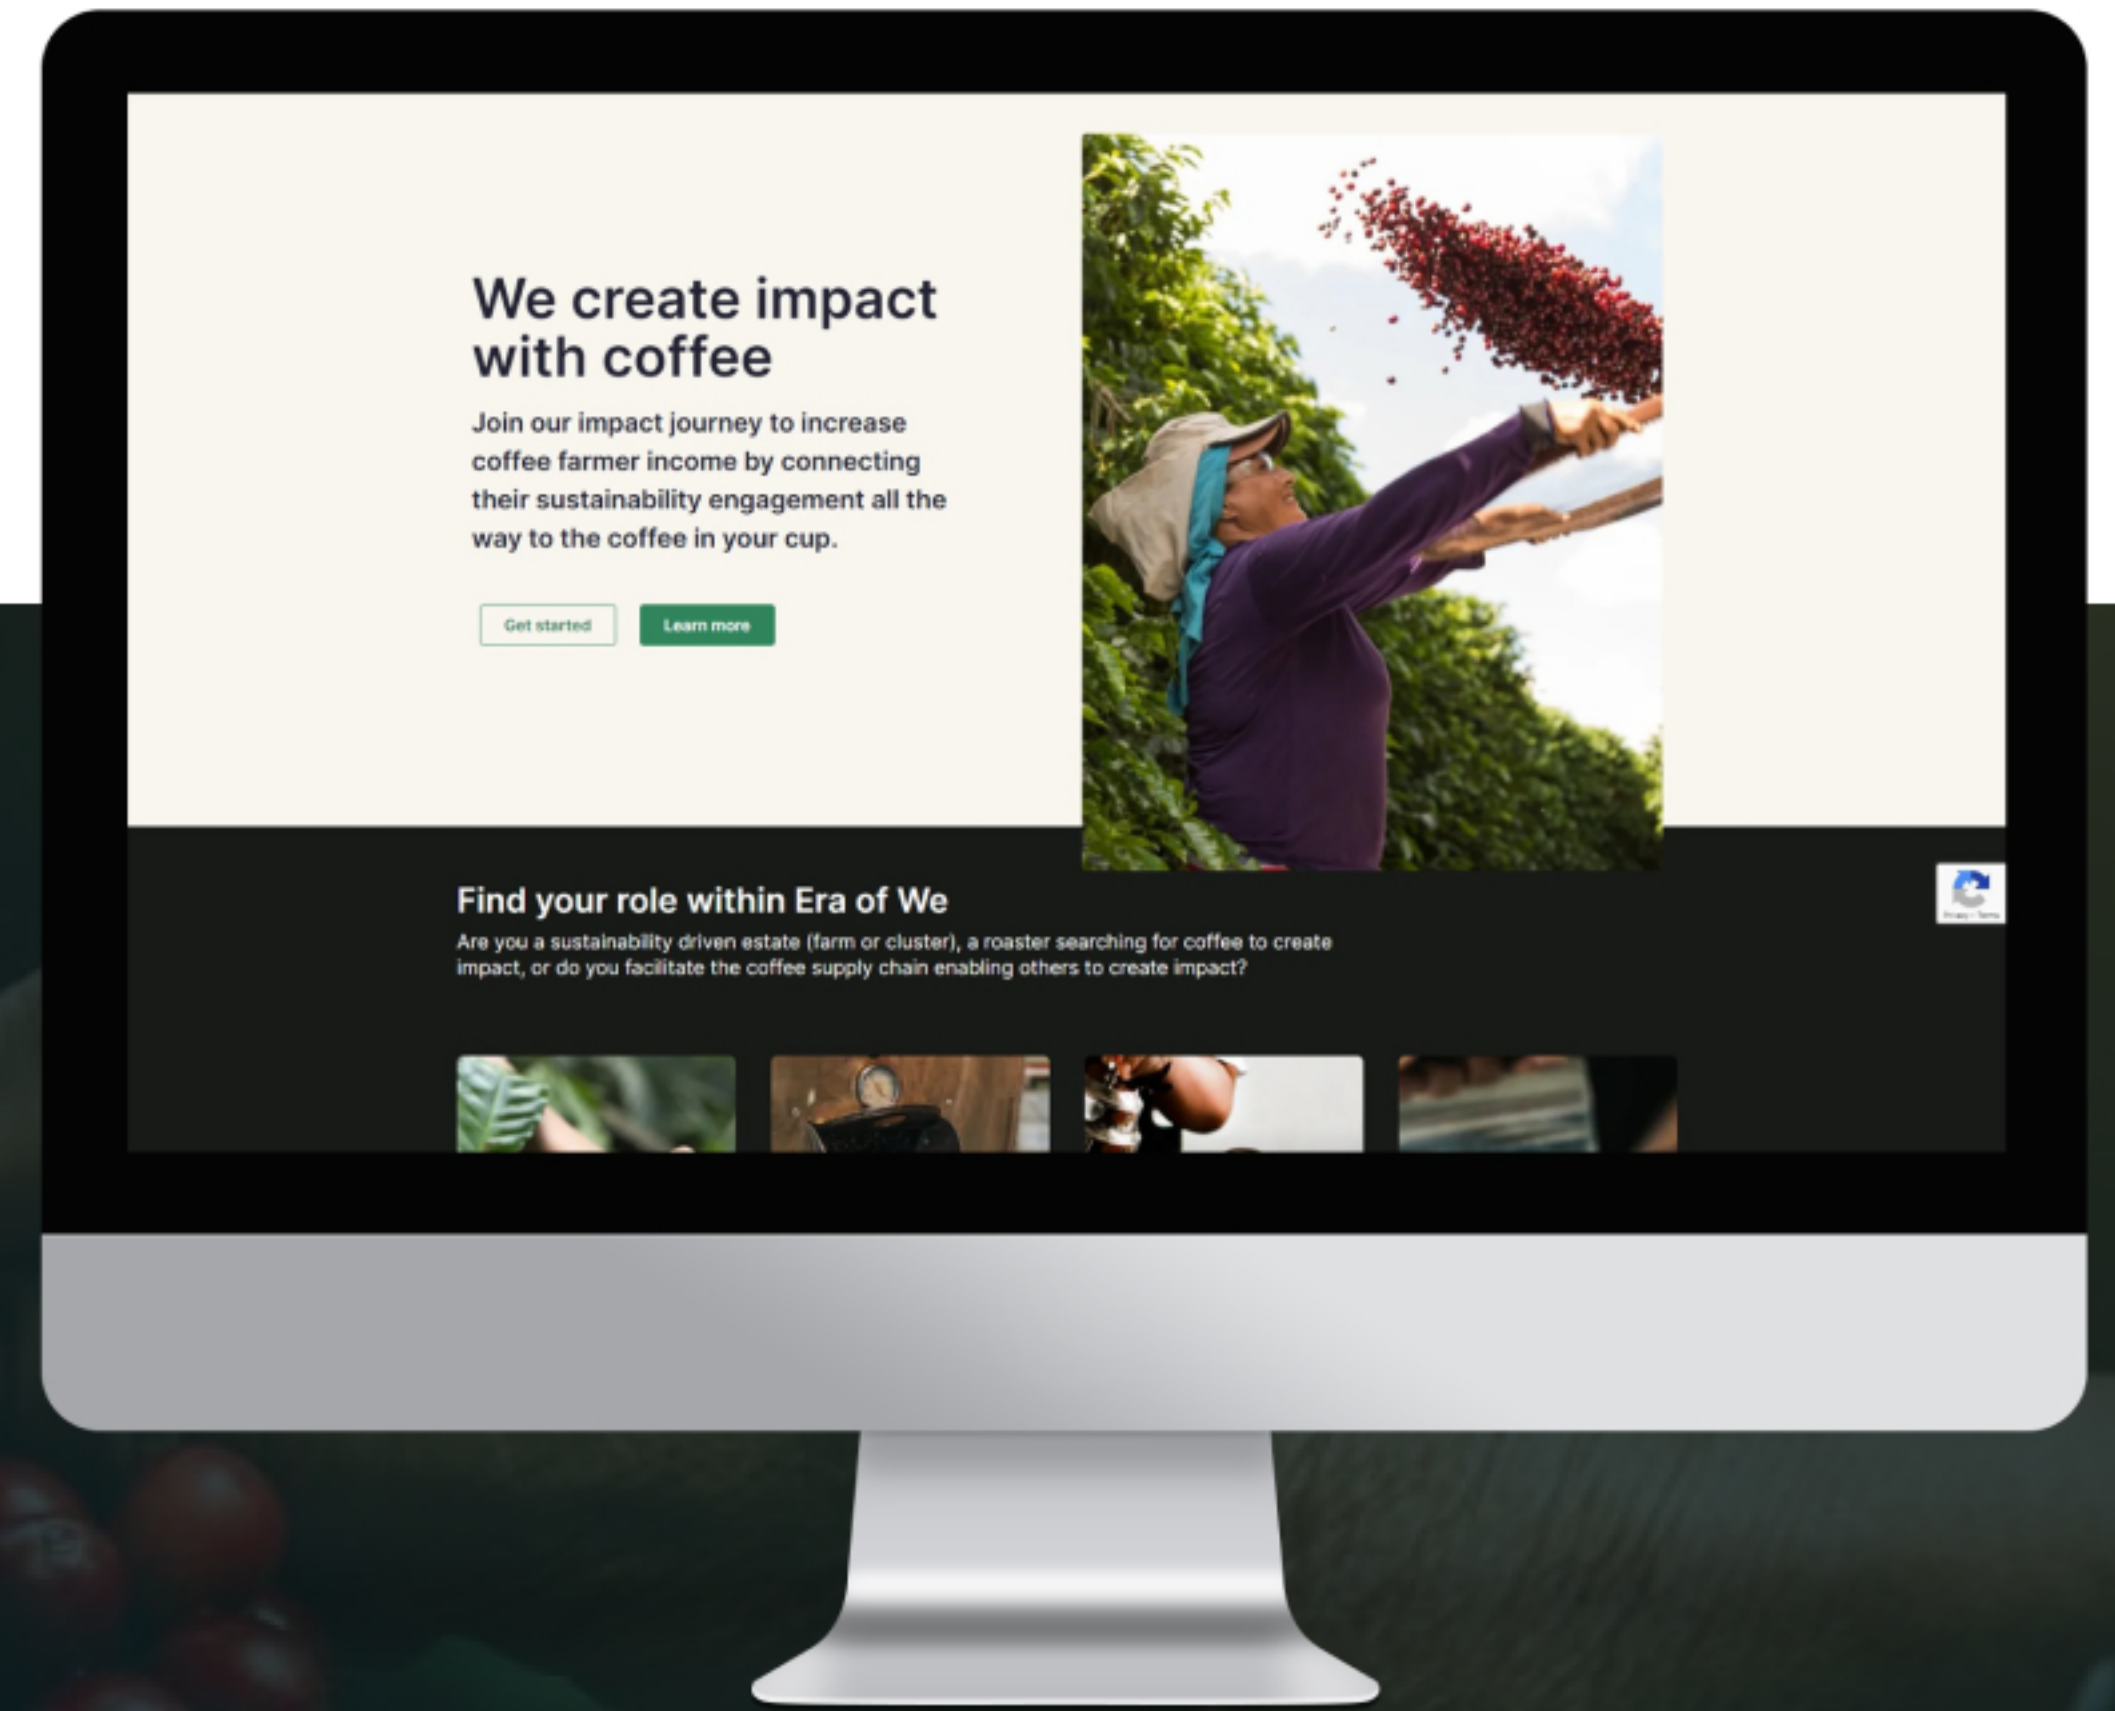 We create impact
with coffee
Join our impact journey to increase
coffee farmer income by connecting
their sustainability engagement all the
way to the coffee in your cup.
Get started
Learn more
Find your role within Era of We
Are you a sustainability driven estate (farm or cluster), a roaster searching for coffee to create
impact, or do you facilitate the coffee supply chain enabling others to create impact?
Privacy - Terms